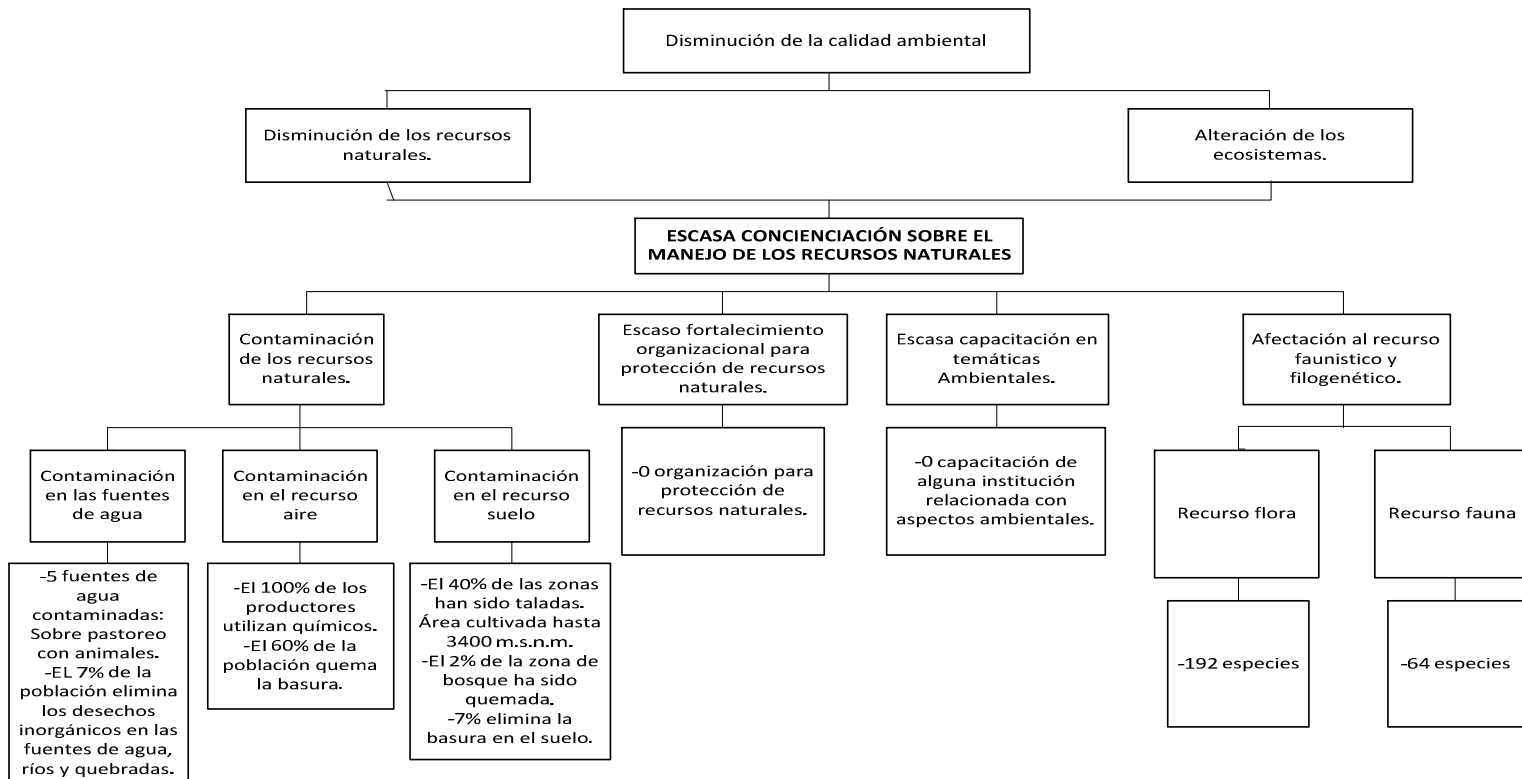 Disminución de la calidad ambiental
Disminución de los recursos
naturales.
Alteración de los
ecosistemas.
ESCASA CONCIENCIACIÓN SOBRE EL
MANEJO DE LOS RECURSOS NATURALES
Contaminación
de los recursos
naturales.
Escaso fortalecimiento
organizacional para
protección de recursos
naturales.
Escasa capacitación en
temáticas
Ambientales.
Afectación al recurso
faunistico y
filogenético.
Contaminación
en las fuentes
de agua
Contaminación
en el recurso
aire
Contaminación
en el recurso
suelo
-0 organización para
protección de
recursos naturales.
-0 capacitación de
alguna institución
relacionada con
aspectos ambientales.
Recurso flora
Recurso fauna
-5 fuentes de
agua
contaminadas:
Sobre pastoreo
con animales.
-EL 7% de la
población elimina
los desechos
inorgánicos en las
fuentes de agua,
ríos y quebradas.
-El 100% de los
productores
utilizan químicos.
-El 60% de la
población quema
la basura.
-El 40% de las zonas
han sido taladas.
Área cultivada hasta
3400 m.s.n.m.
-El 2% de la zona de
bosque ha sido
quemada.
-7% elimina la
basura en el suelo.
-192 especies
-64 especies